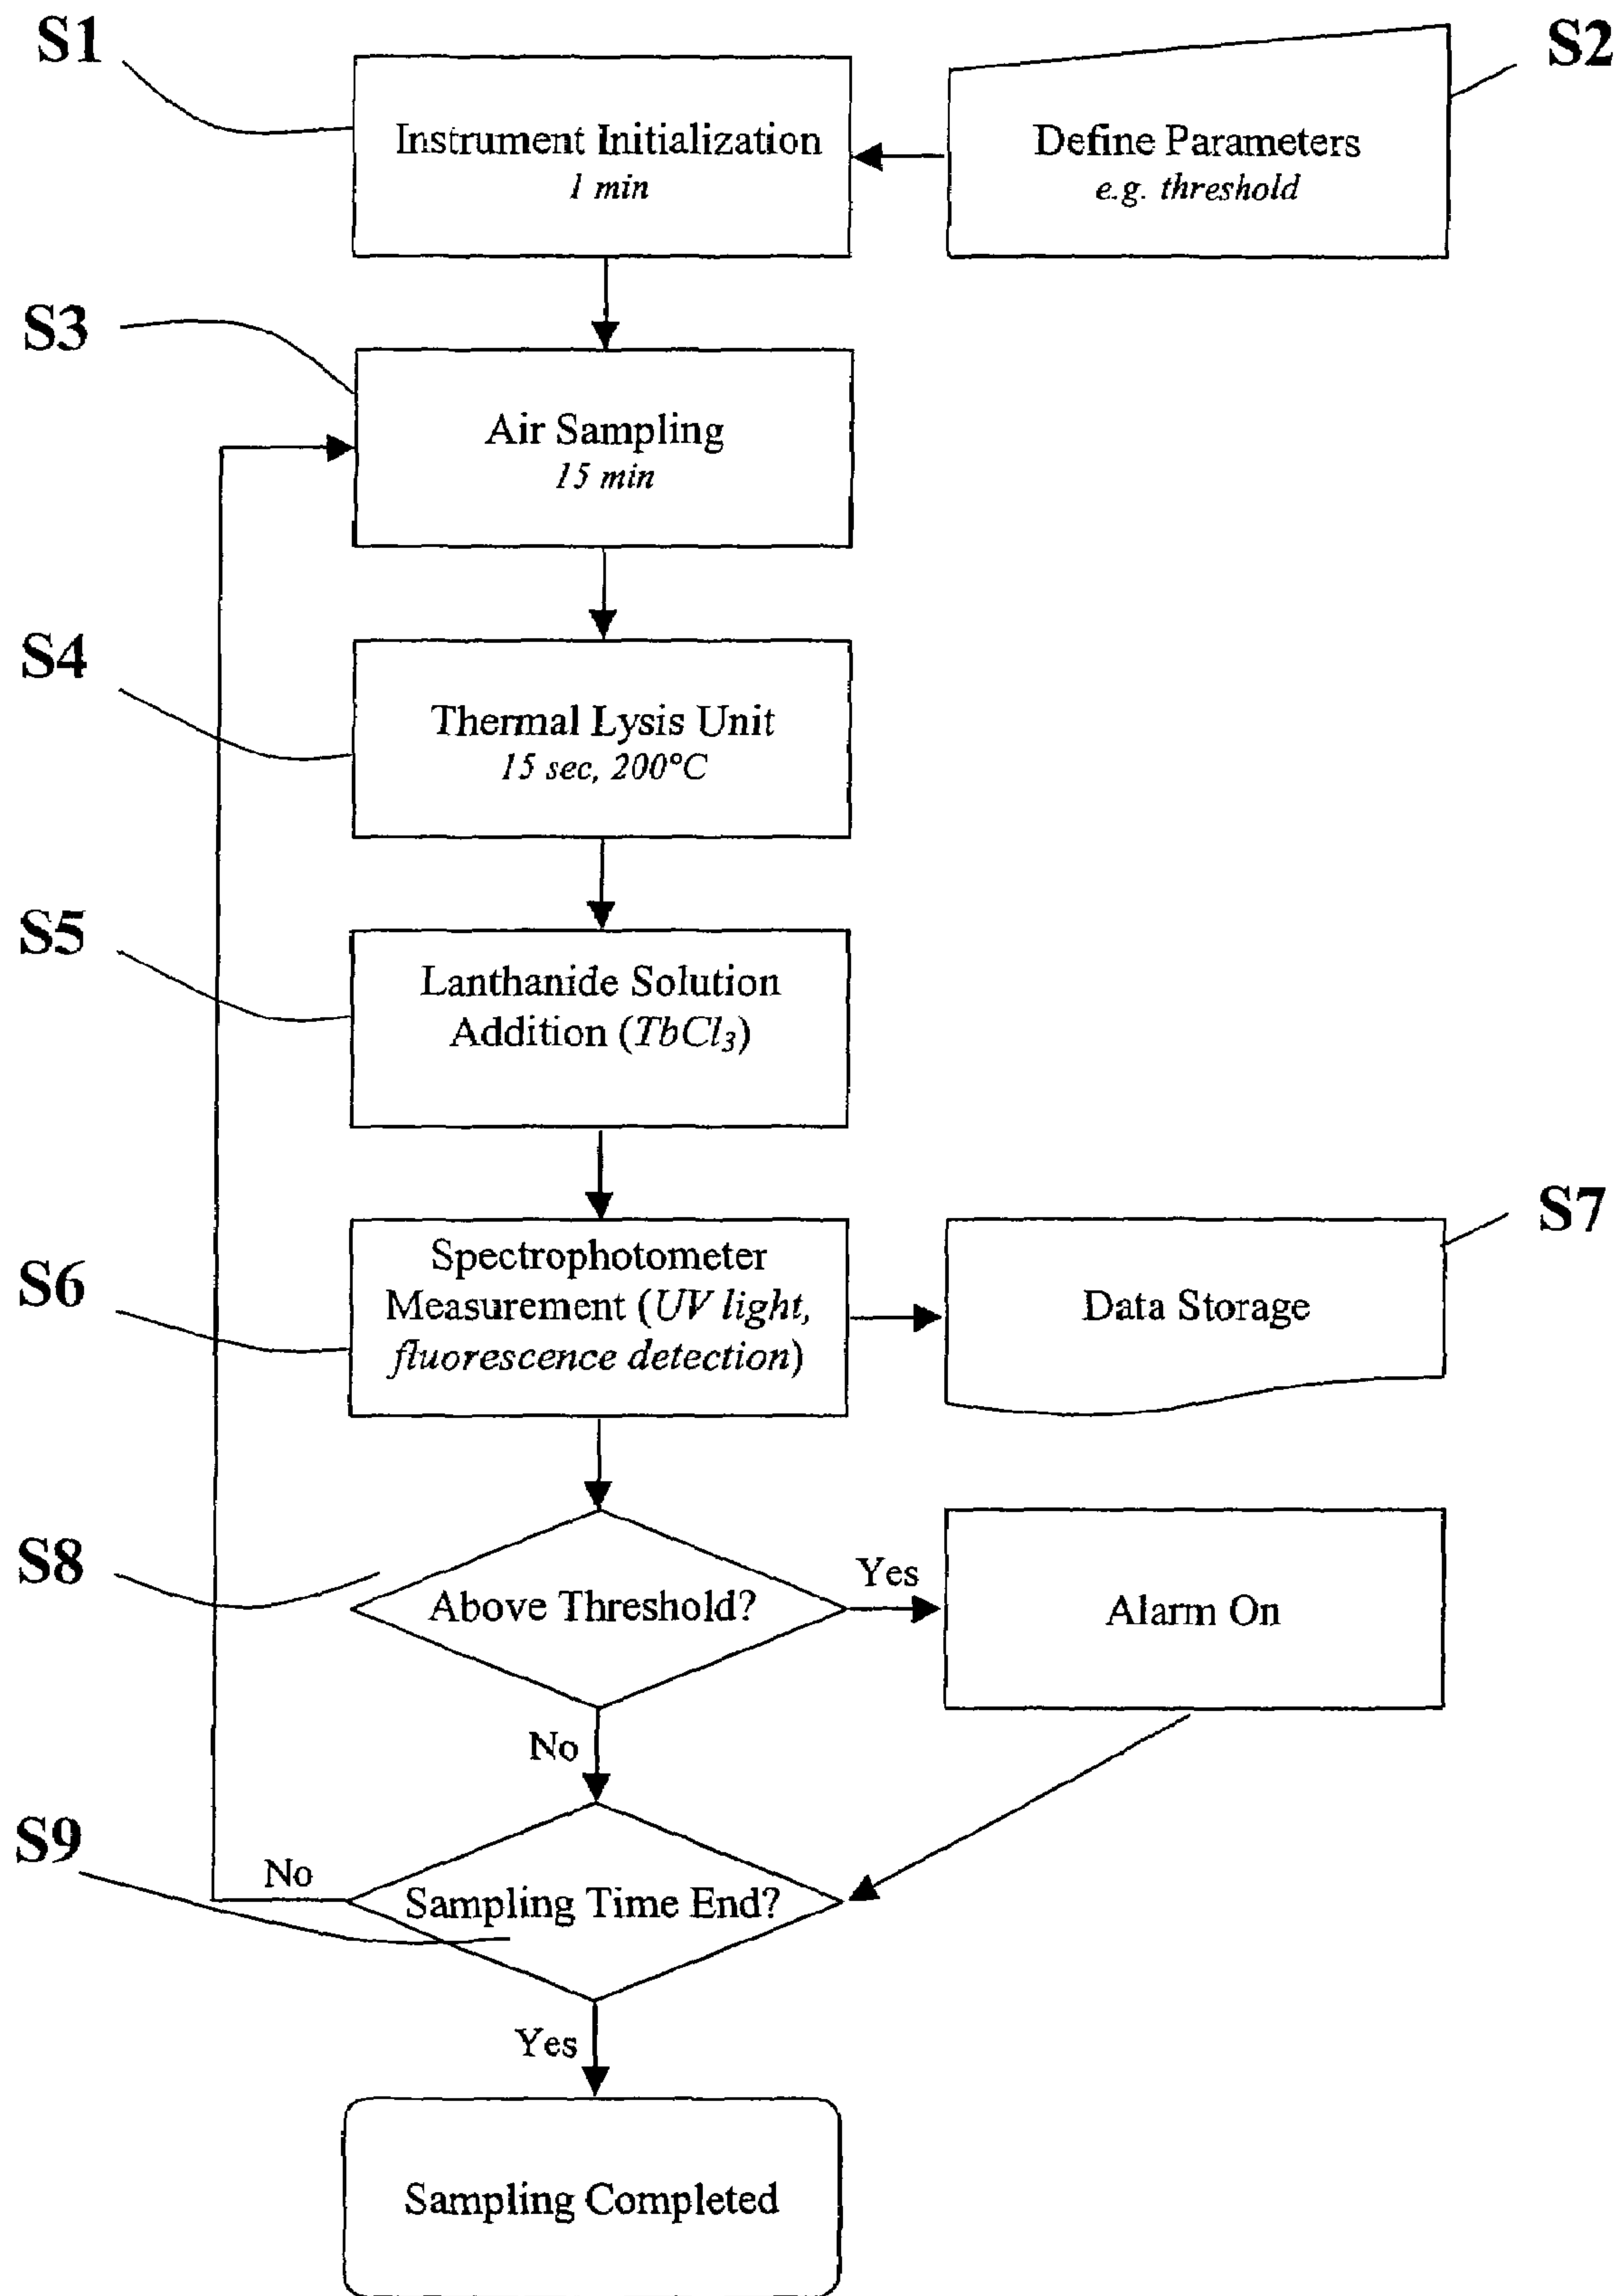 S1
Instrument Initialization
1 min
S2
Define Parameters
e.g. threshold
S3
Air Sampling
15 min
S4
Thermal Lysis Unit
15 sec, 200°C
S5
Lanthanide Solution
Addition (TbCl₃)
S6
Spectrophotometer
Measurement (UV light,
fluorescence detection)
S7
Data Storage
S8
Above Threshold?
Yes
Alarm On
No
S9
No
Sampling Time End?
Yes
Sampling Completed